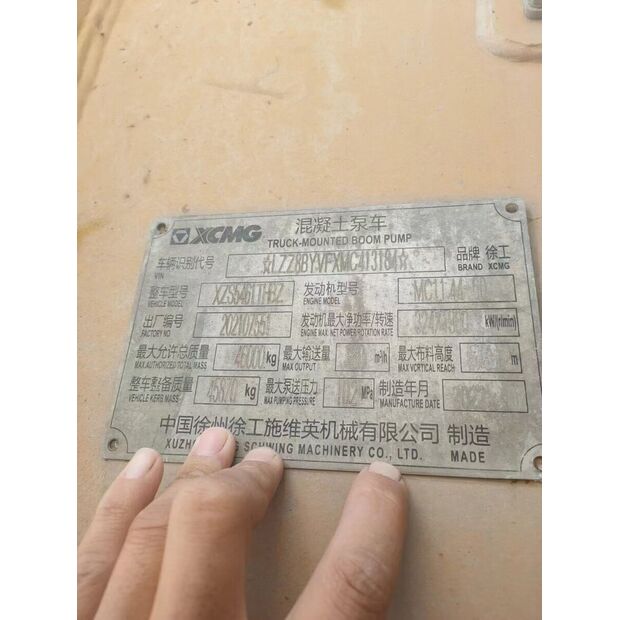 XCMG 混凝土泵车
TRUCK-MOUNTED BOOM PUMP
车辆识别代号 ☆LZZ8BYVFXMC413184☆ 品牌 徐工
VIN BRAND XCMG
整车型号 发动机型号
VEHICLE MODEL ENGINE MODEL
出厂编号 发动机最大净功率/转速 kW/(r/min)
FACTORY NO ENGINE MAX NET POWER/ROTATION RATE
最大允许总质量 46000 kg 最大输送量 m³/h 最大布料高度 m
MAX AUTHORIZED TOTAL MASS MAX OUTPUT MAX VCRYICAL REACH
整车整备质量 kg 最大泵送压力 MPa 制造年月
VEHICLE KERB MASS MAX PUMPING PRESSURE MANUFACTURE DATE
中国徐州徐工施维英机械有限公司 制造
SCHWING MACHINERY CO., LTD. MADE